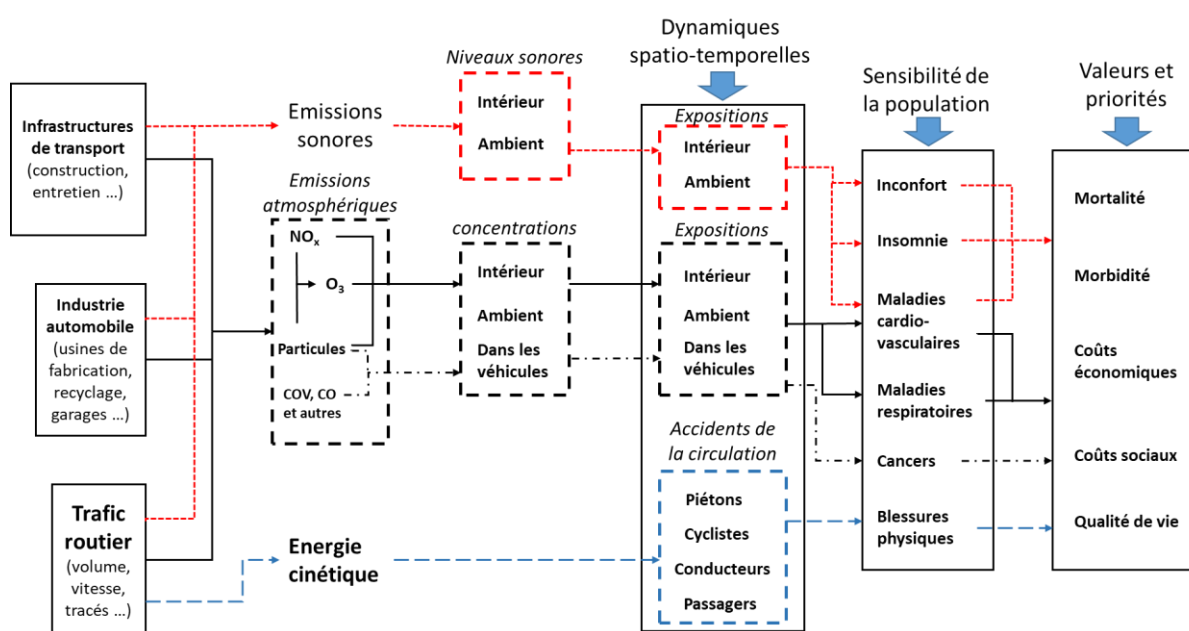 Dynamiques
spatio-temporelles
Sensibilité de
la population
Valeurs et
priorités
Infrastructures
de transport
(construction,
entretien …)
Industrie
automobile
(usines de
fabrication,
recyclage,
garages …)
Trafic
routier
(volume,
vitesse,
tracés …)
Emissions
sonores
Emissions
atmosphériques
NOx
O3
Particules
COV, CO
et autres
Energie
cinétique
Niveaux sonores
Intérieur
Ambient
concentrations
Intérieur
Ambient
Dans les
véhicules
Expositions
Intérieur
Ambient
Expositions
Intérieur
Ambient
Dans les
véhicules
Accidents de
la circulation
Piétons
Cyclistes
Conducteurs
Passagers
Inconfort
Insomnie
Maladies
cardio-
vasculaires
Maladies
respiratoires
Cancers
Blessures
physiques
Mortalité
Morbidité
Coûts
économiques
Coûts sociaux
Qualité de vie